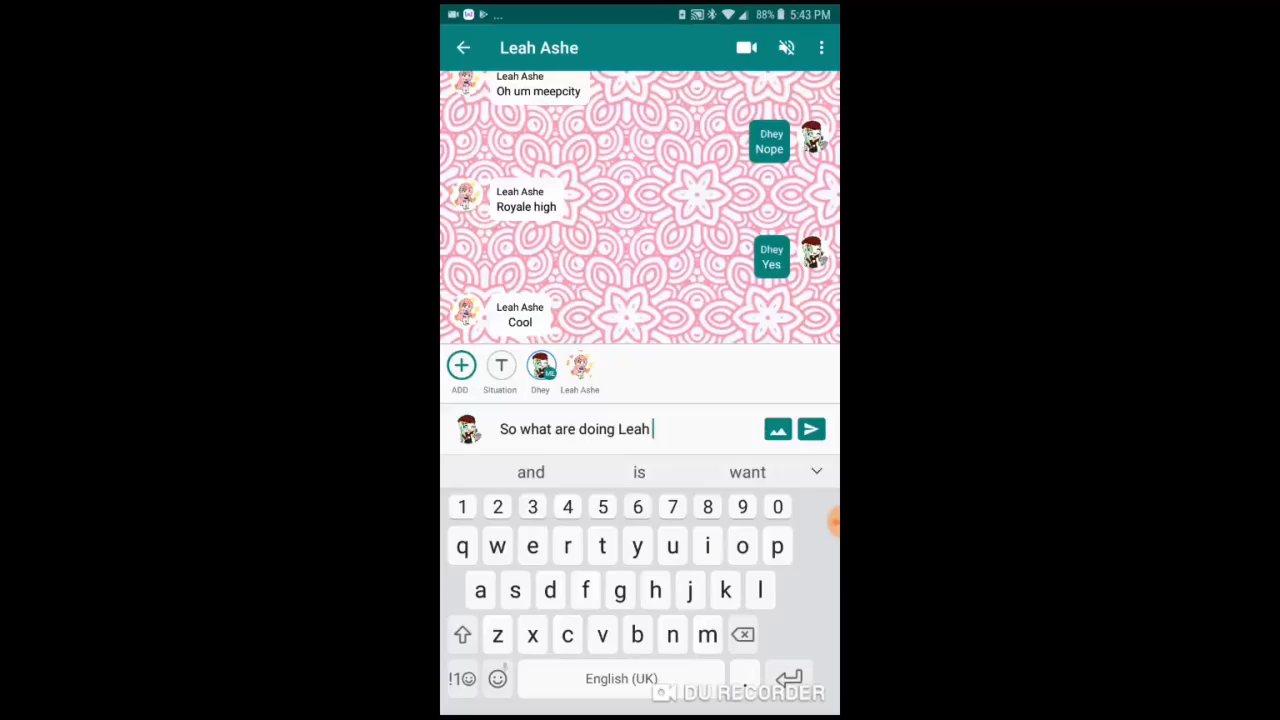 ... 88% 5:43 PM
Leah Ashe
Leah Ashe
Oh um meepcity
Dhey
Nope
Leah Ashe
Royale high
Dhey
Yes
Leah Ashe
Cool
T
ME
ADD Situation Dhey Leah Ashe
So what are doing Leah
and is want
1 2 3 4 5 6 7 8 9 0
q w e r t y u i o p
a s d f g h j k l
z x c v b n m
!1☺ English (UK) .
DU RECORDER